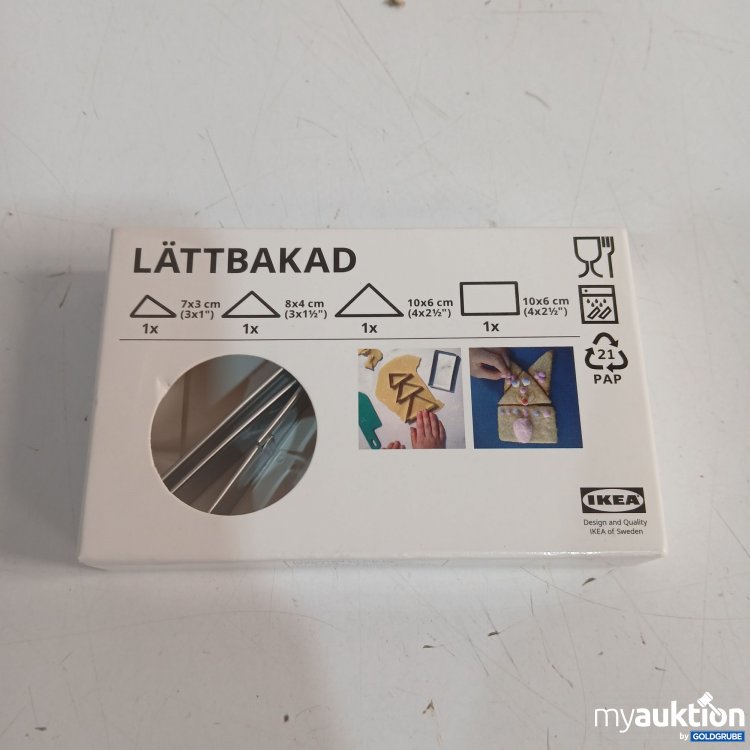 LÄTTBAKAD
7x3 cm
(3x1")
1x
8x4 cm
(3x1½")
1x
10x6 cm
(4x2½")
1x
10x6 cm
(4x2½")
1x
21
PAP
IKEA
Design and Quality
IKEA of Sweden
myauktion
by GOLDGRUBE